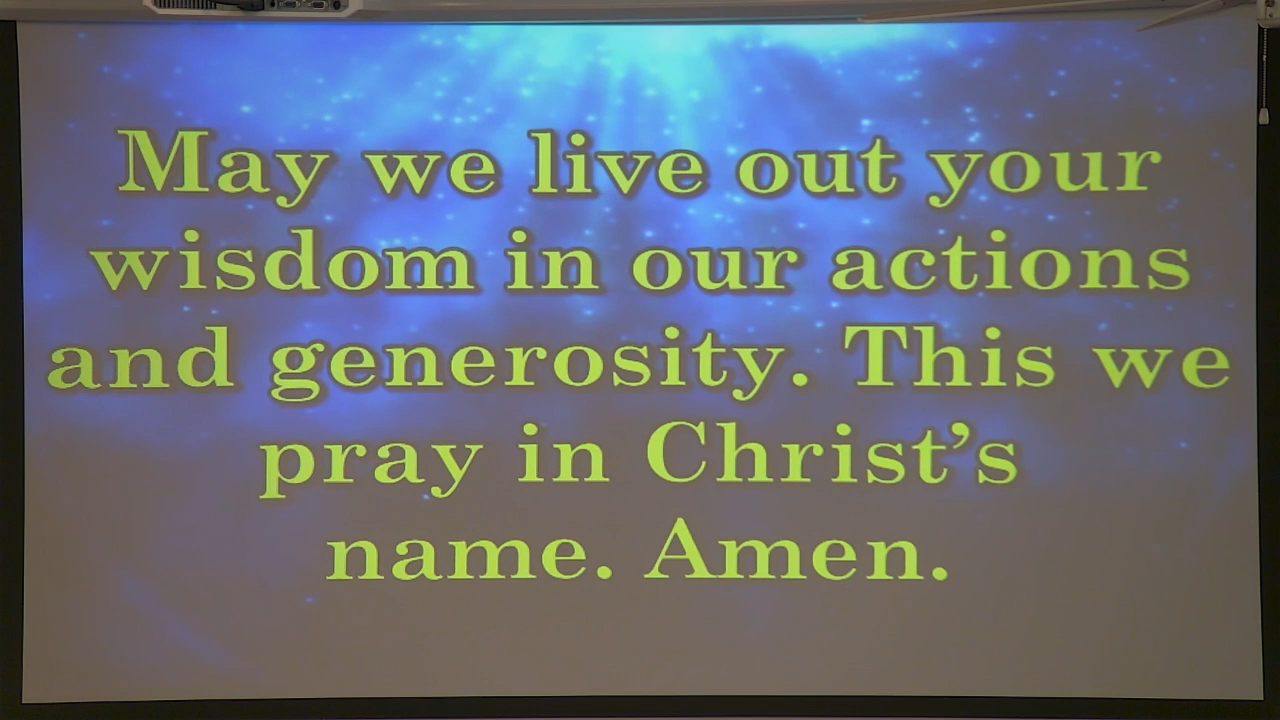 May we live out your
wisdom in our actions
and generosity. This we
pray in Christ’s
name. Amen.